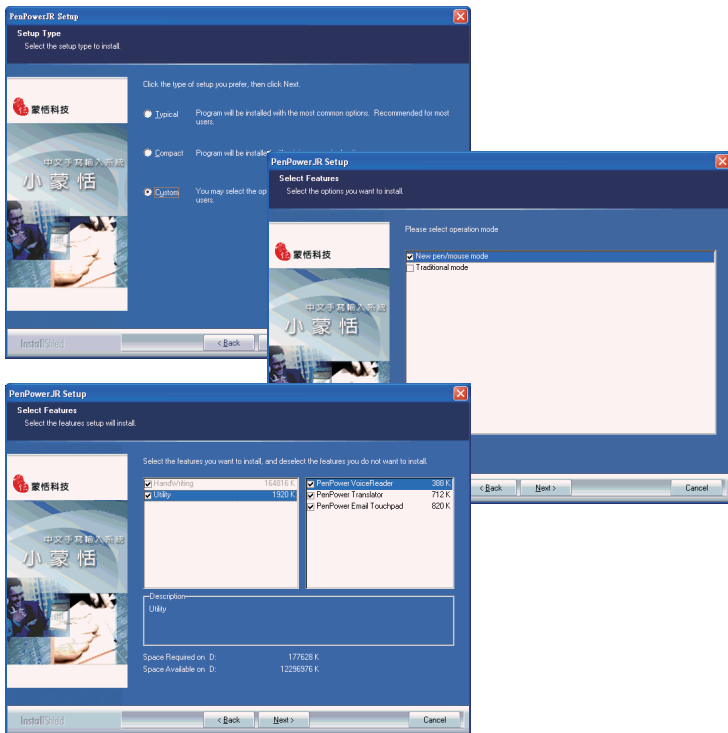 PenPowerJR Setup
Setup Type
Select the setup type to install.
Click the type of setup you prefer, then click Next.
蒙恬科技
中文手寫輸入系統
小蒙恬
Typical Program will be installed with the most common options. Recommended for most
users.
Compact Program will be installed
Custom You may select the op
users.
InstallShield
< Back
PenPowerJR Setup
Select Features
Select the options you want to install.
Please select operation mode
蒙恬科技
中文手寫輸入系統
小蒙恬
New pen/mouse mode
Traditional mode
< Back Next > Cancel
PenPowerJR Setup
Select Features
Select the features setup will install.
Select the features you want to install, and deselect the features you do not want to install.
蒙恬科技
中文手寫輸入系統
小蒙恬
HandWriting 164816 K
Utility 1920 K
PenPower VoiceReader 388 K
PenPower Translator 712 K
PenPower Email Touchpad 820 K
Description
Utility
Space Required on D: 177628 K
Space Available on D: 12296976 K
InstallShield
< Back Next > Cancel